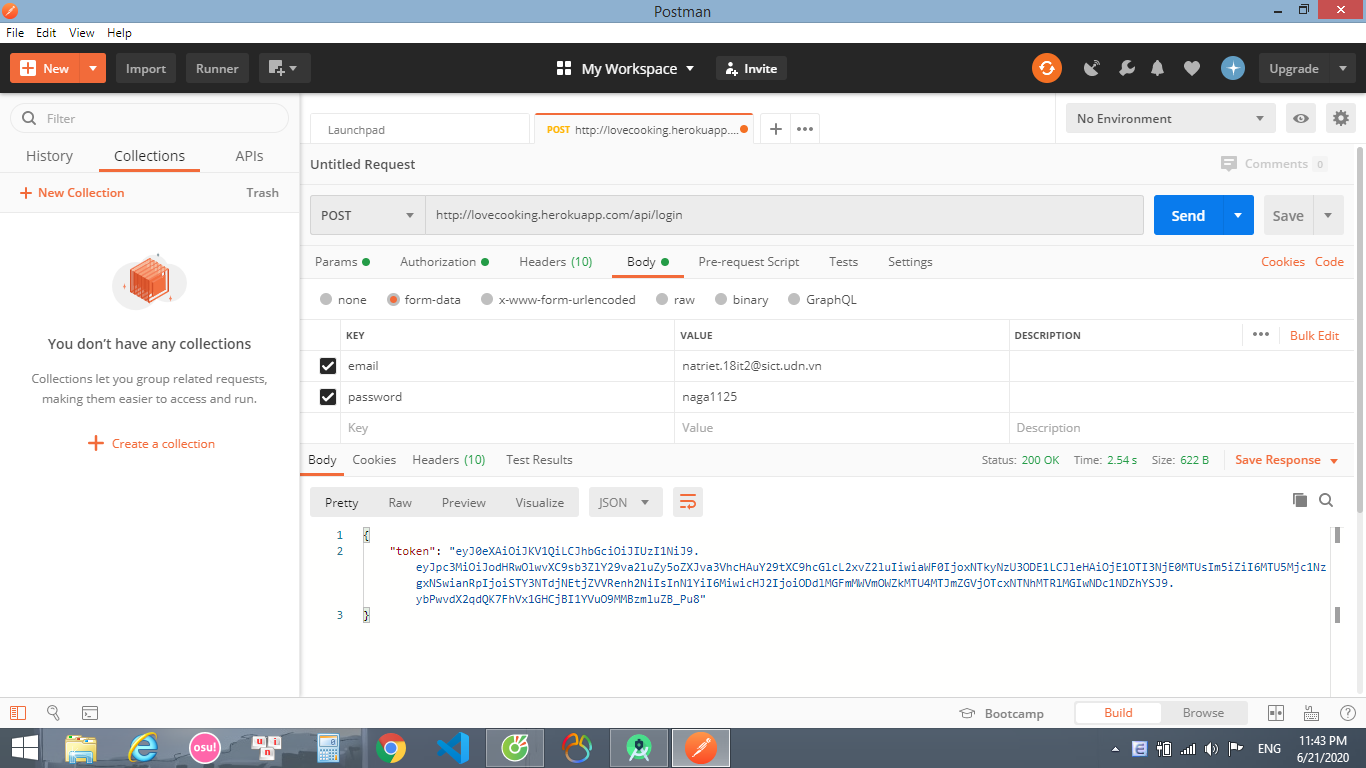 Postman
File Edit View Help
New Import Runner My Workspace Invite Upgrade
Filter
History Collections APIs
New Collection Trash
You don't have any collections
Collections let you group related requests,
making them easier to access and run.
Create a collection
Launchpad POST http://lovecooking.herokuapp.... No Environment
Untitled Request Comments 0
POST http://lovecooking.herokuapp.com/api/login Send Save
Params Authorization Headers (10) Body Pre-request Script Tests Settings Cookies Code
none form-data x-www-form-urlencoded raw binary GraphQL
KEY VALUE DESCRIPTION Bulk Edit
email natriet.18it2@sict.udn.vn
password naga1125
Key Value Description
Body Cookies Headers (10) Test Results Status: 200 OK Time: 2.54 s Size: 622 B Save Response
Pretty Raw Preview Visualize JSON
1 {
2 "token": "eyJ0eXAiOiJKV1QiLCJhbGciOiJIUzI1NiJ9.
eyJpc3MiOiJodHRwOlwvXC9sb3ZlY29va2luZy5oZXJva3VhcHAuY29tXC9hcGlcL2xvZ2luIiwiaWF0IjoxNTkyNzU3ODE1LCJleHAiOjE1OTI3NjE0MTUsIm5iZiI6MTU5Mjc1Nz
gxNSwianRpIjoiSTY3NTdjNEtjZVVRenh2NiIsInN1YiI6MiwicHJ2IjoiODdlMGFmMWVmOWZkMTU4MTJmZGVjOTcxNTNhMTRlMGIwNDc1NDZhYSJ9.
ybPwvdX2qdQK7FhVx1GHCjBI1YVuO9MMBzmluZB_Pu8"
3 }
Bootcamp Build Browse
osu! u n i ENG 11:43 PM
6/21/2020